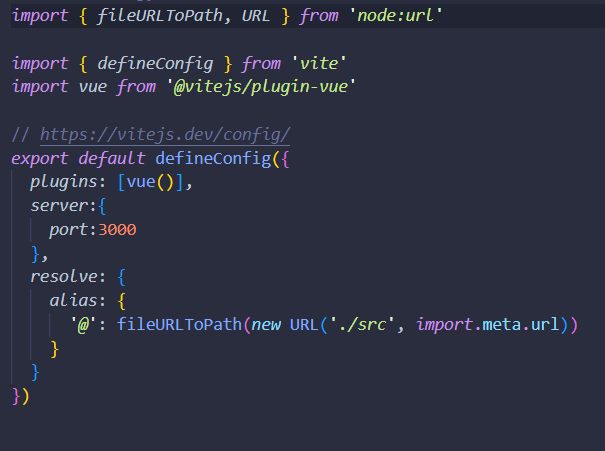 import { fileURLToPath, URL } from 'node:url'
import { defineConfig } from 'vite'
import vue from '@vitejs/plugin-vue'
// https://vitejs.dev/config/
export default defineConfig({
  plugins: [vue()],
  server:{
    port:3000
  },
  resolve: {
    alias: {
      '@': fileURLToPath(new URL('./src', import.meta.url))
    }
  }
})